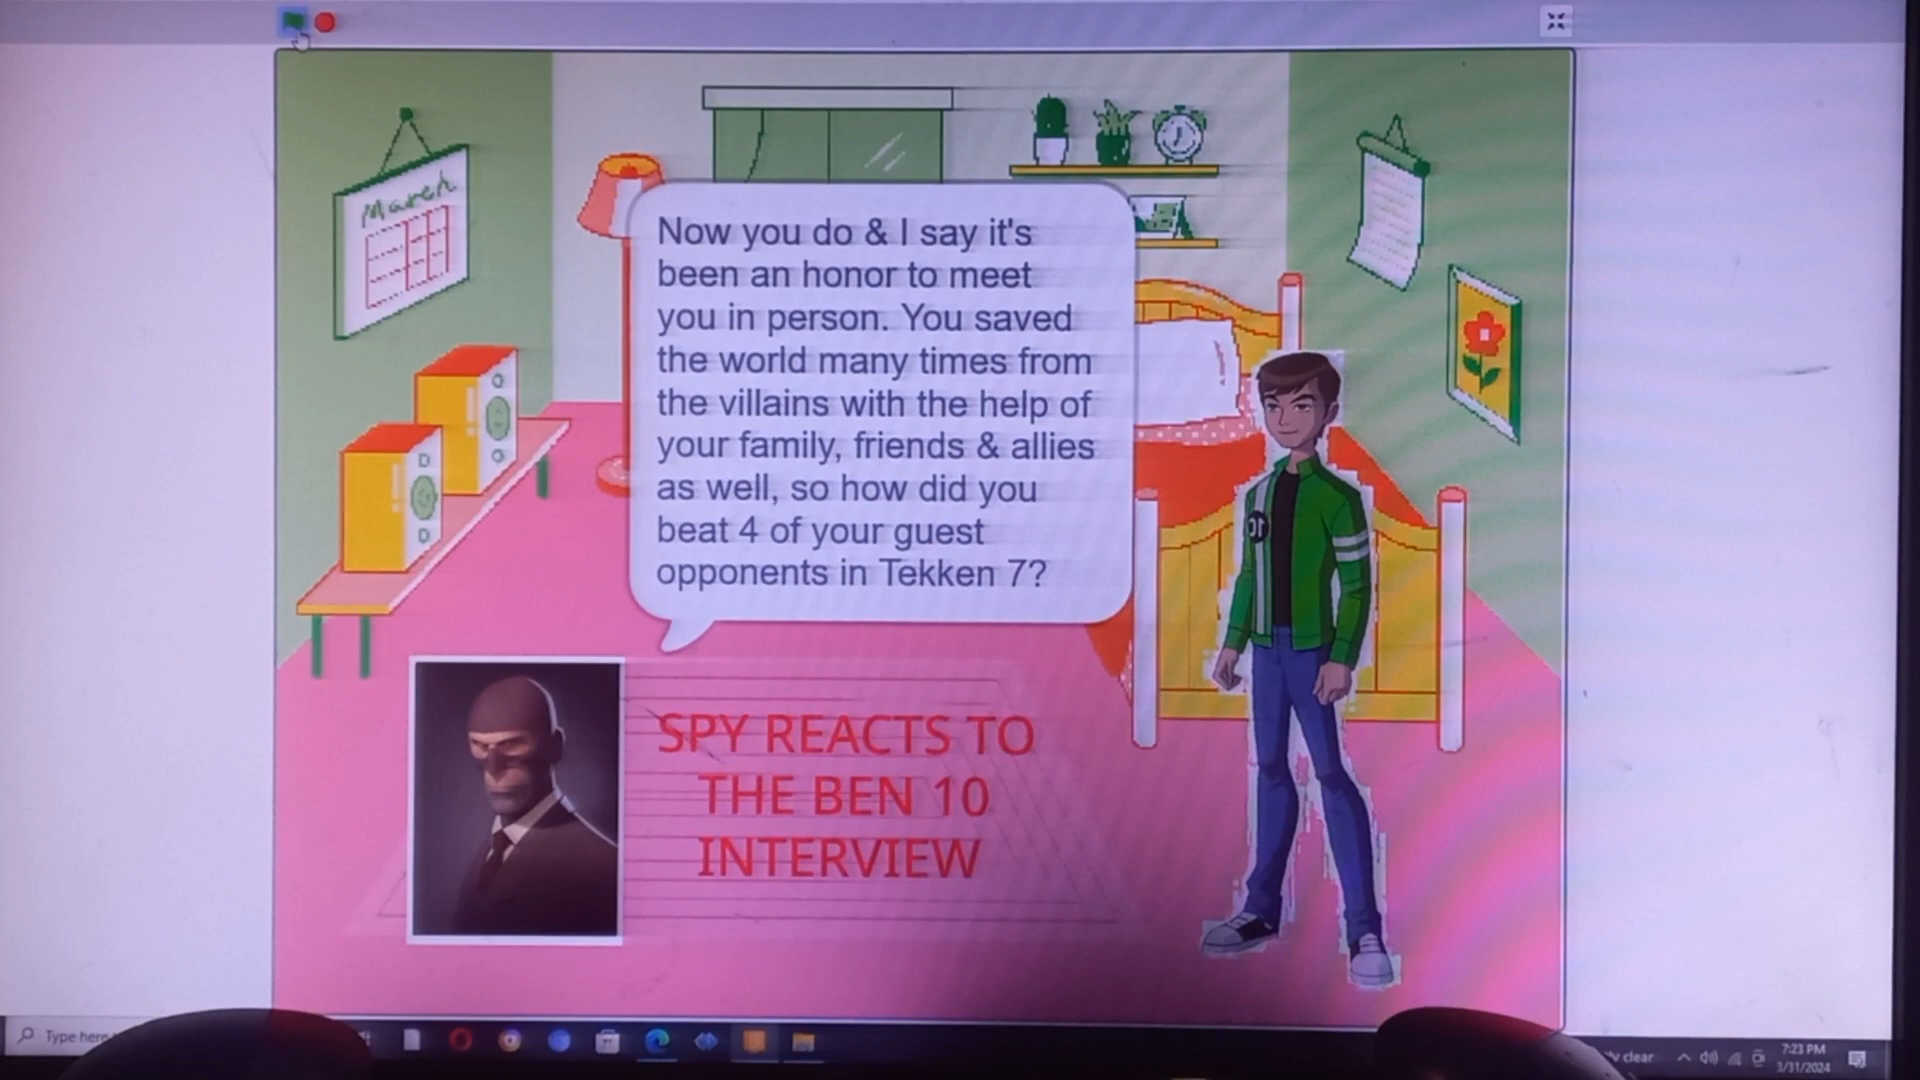 March
Now you do & I say it's
been an honor to meet
you in person. You saved
the world many times from
the villains with the help of
your family, friends & allies
as well, so how did you
beat 4 of your guest
opponents in Tekken 7?
SPY REACTS TO
THE BEN 10
INTERVIEW
Type here
clear
7:23 PM
3/31/2024